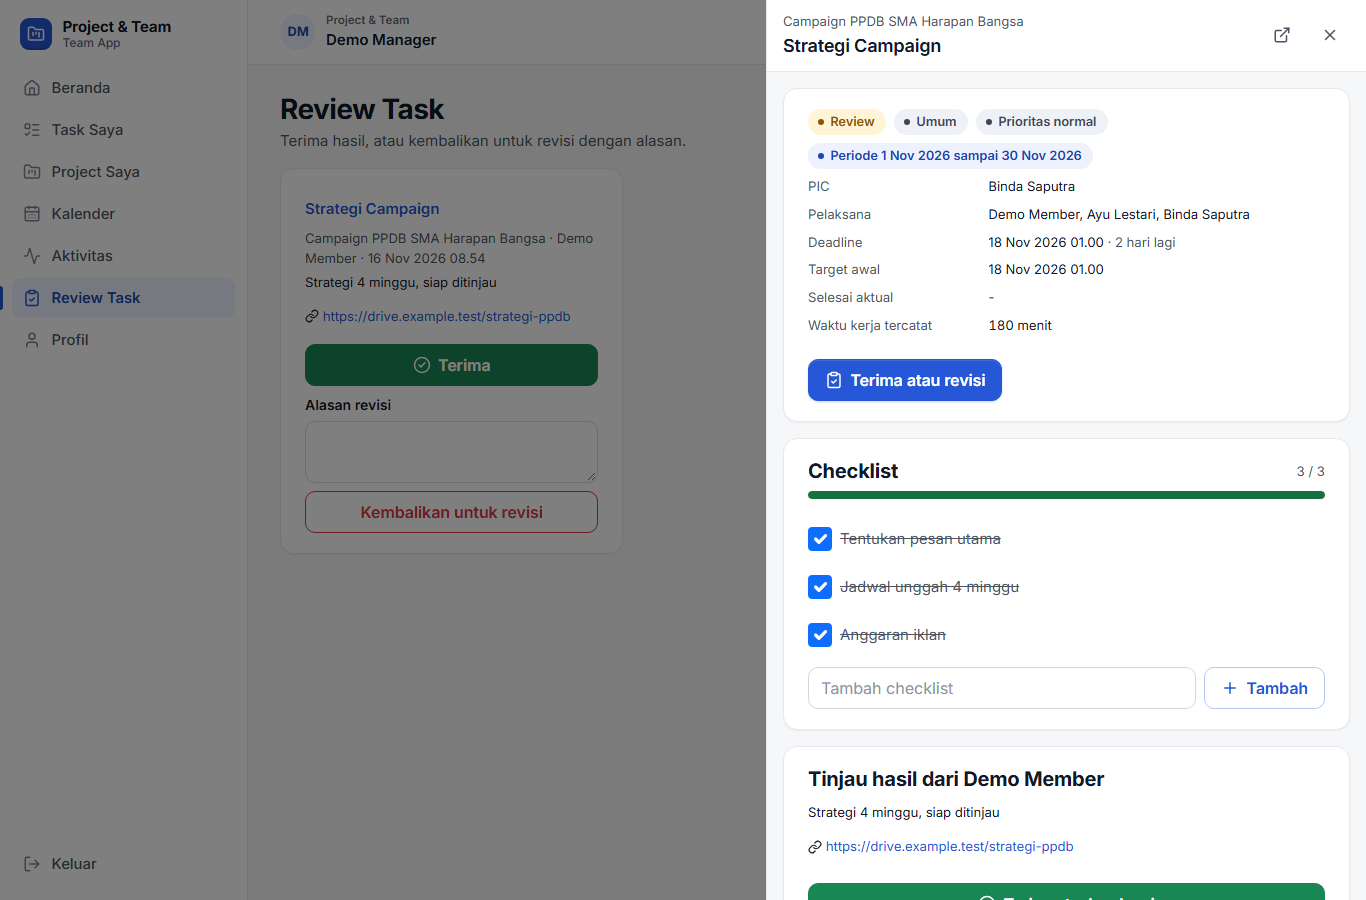 Project & Team
Team App
Beranda
Task Saya
Project Saya
Kalender
Aktivitas
Review Task
Profil
Keluar
DM
Project & Team
Demo Manager
Review Task
Terima hasil, atau kembalikan untuk revisi dengan alasan.
Strategi Campaign
Campaign PPDB SMA Harapan Bangsa · Demo
Member · 16 Nov 2026 08.54
Strategi 4 minggu, siap ditinjau
https://drive.example.test/strategi-ppdb
Terima
Alasan revisi
Kembalikan untuk revisi
Campaign PPDB SMA Harapan Bangsa
Strategi Campaign
Review
Umum
Prioritas normal
Periode 1 Nov 2026 sampai 30 Nov 2026
PIC Binda Saputra
Pelaksana Demo Member, Ayu Lestari, Binda Saputra
Deadline 18 Nov 2026 01.00 · 2 hari lagi
Target awal 18 Nov 2026 01.00
Selesai aktual -
Waktu kerja tercatat 180 menit
Terima atau revisi
Checklist 3 / 3
Tentukan pesan utama
Jadwal unggah 4 minggu
Anggaran iklan
Tambah checklist
Tambah
Tinjau hasil dari Demo Member
Strategi 4 minggu, siap ditinjau
https://drive.example.test/strategi-ppdb